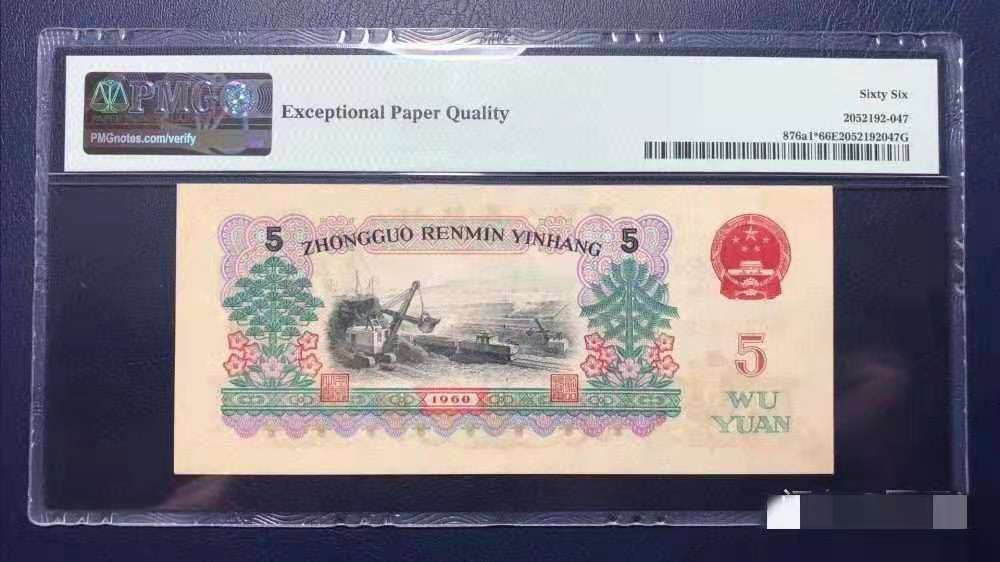 PMG
PMGnotes.com/verify
Exceptional Paper Quality
Sixty Six
2052192-047
876a1*66E2052192047G
5 ZHONGGUO RENMIN YINHANG 5
1960
5
WU
YUAN